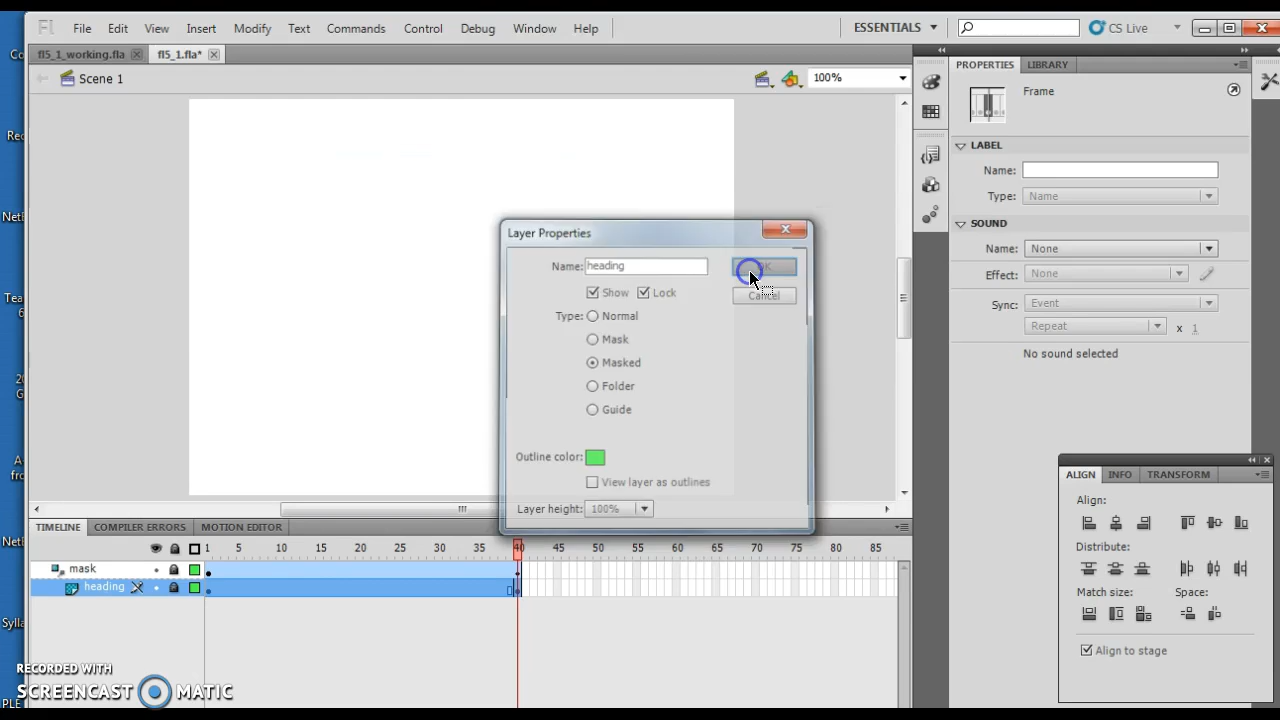 Fl File Edit View Insert Modify Text Commands Control Debug Window Help ESSENTIALS CS Live
fl5_1_working.fla fl5_1.fla*
Scene 1 100%
PROPERTIES LIBRARY
Frame
LABEL
Name:
Type: Name
SOUND
Name: None
Effect: None
Sync: Event
Repeat x 1
No sound selected
Layer Properties
Name: heading
Cancel
Show Lock
Type: Normal
Mask
Masked
Folder
Guide
Outline color:
View layer as outlines
Layer height: 100%
ALIGN INFO TRANSFORM
Align:
Distribute:
Match size: Space:
Align to stage
TIMELINE COMPILER ERRORS MOTION EDITOR
1 5 10 15 20 25 30 35 40 45 50 55 60 65 70 75 80 85
mask
heading
RECORDED WITH
SCREENCAST MATIC